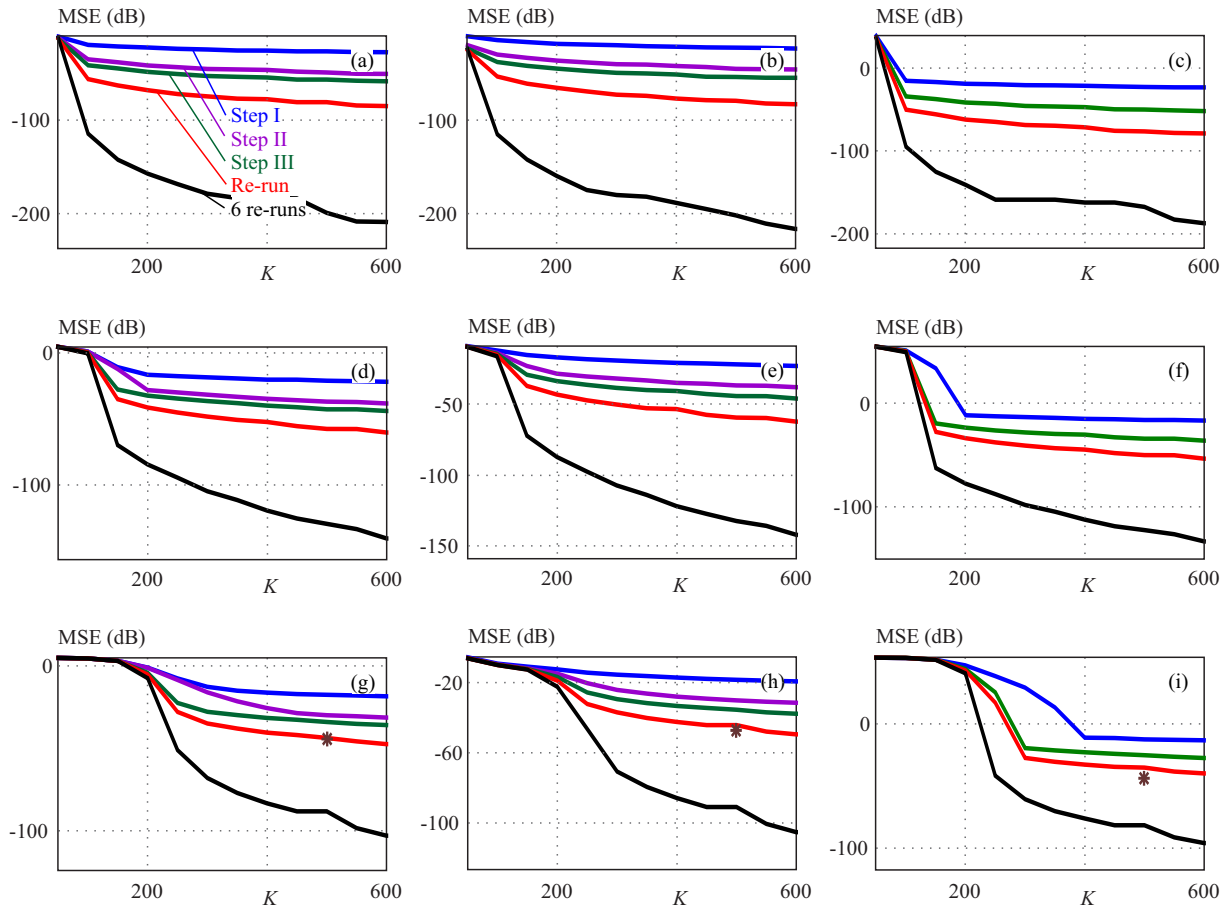 MSE (dB)
(a)
Step I
Step II
Step III
Re-run
6 re-runs
-100
-200
200
K
600
MSE (dB)
(b)
200
K
600
MSE (dB)
(c)
0
-100
-200
200
K
600
MSE (dB)
(d)
0
-100
200
K
600
MSE (dB)
(e)
-50
-100
-150
200
K
600
MSE (dB)
(f)
0
-100
200
K
600
MSE (dB)
(g)
0
-100
200
K
600
MSE (dB)
(h)
-20
-60
-100
200
K
600
MSE (dB)
(i)
0
-100
200
K
600